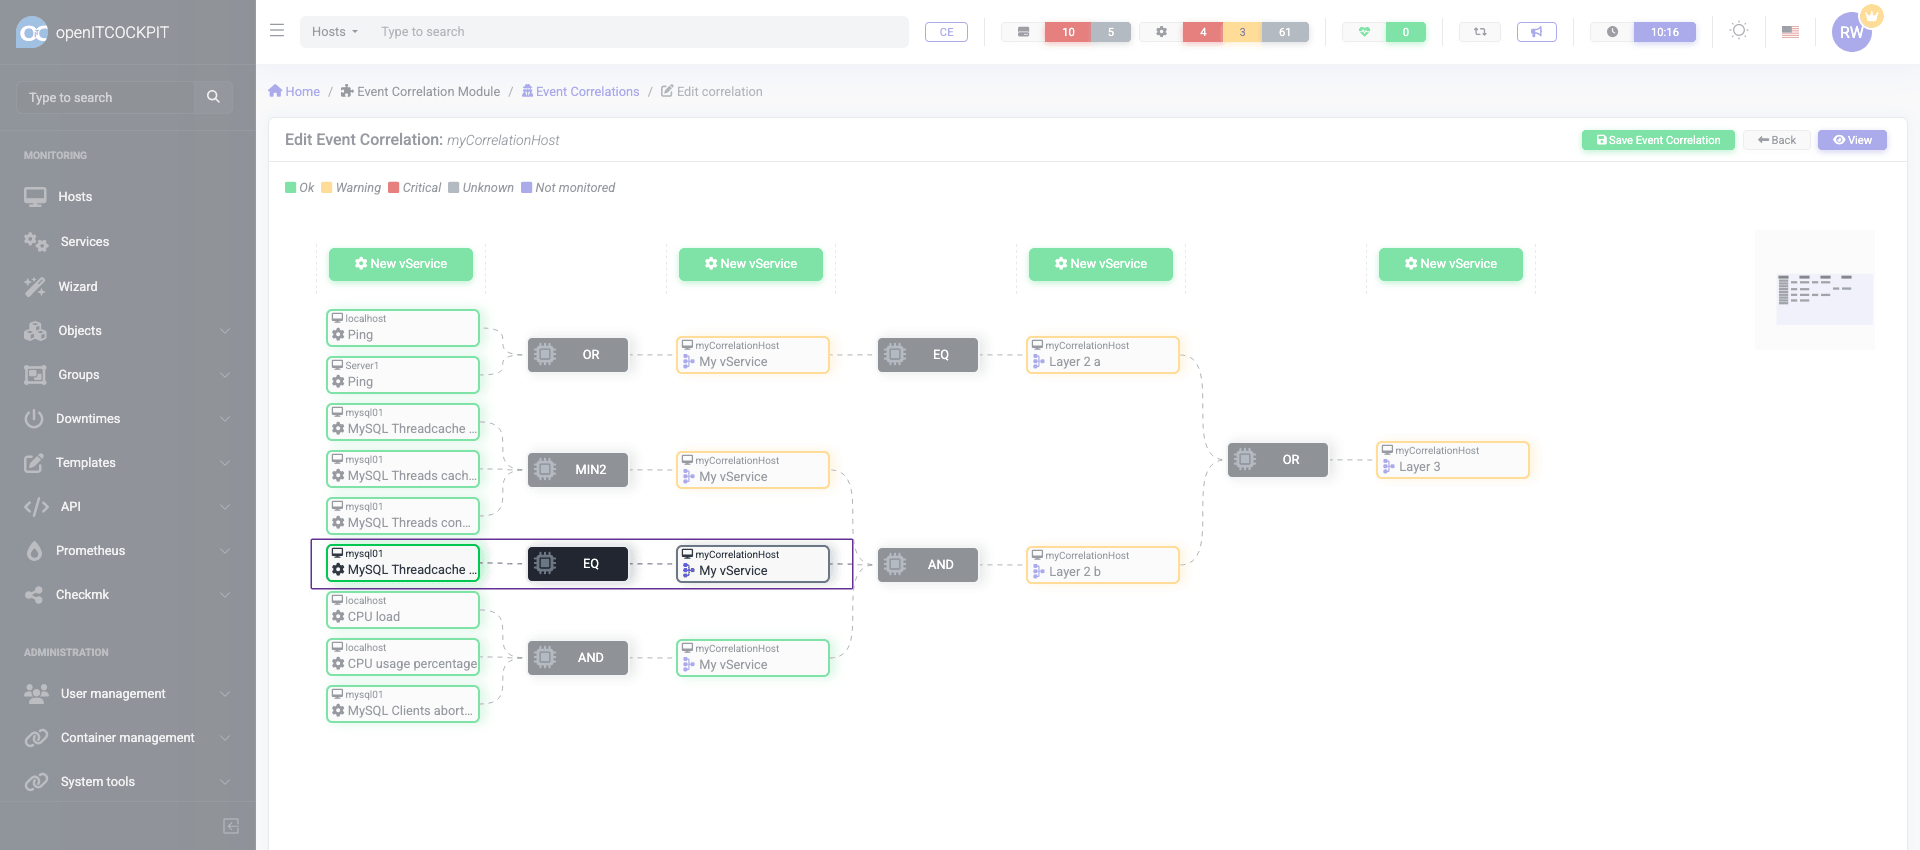 openITCOCKPIT
Hosts
Type to search
CE
10
5
4
3
61
0
10:16
RW
Type to search
Home / Event Correlation Module / Event Correlations / Edit correlation
Edit Event Correlation: myCorrelationHost
Save Event Correlation
Back
View
MONITORING
Hosts
Services
Wizard
Objects
Groups
Downtimes
Templates
API
Prometheus
Checkmk
ADMINISTRATION
User management
Container management
System tools
Ok Warning Critical Unknown Not monitored
New vService
New vService
New vService
New vService
localhost
Ping
Server1
Ping
OR
myCorrelationHost
My vService
EQ
myCorrelationHost
Layer 2 a
mysql01
MySQL Threadcache ...
mysql01
MySQL Threads cach...
mysql01
MySQL Threads con...
MIN2
myCorrelationHost
My vService
OR
myCorrelationHost
Layer 3
mysql01
MySQL Threadcache ...
EQ
myCorrelationHost
My vService
AND
myCorrelationHost
Layer 2 b
localhost
CPU load
localhost
CPU usage percentage
mysql01
MySQL Clients abort...
AND
myCorrelationHost
My vService